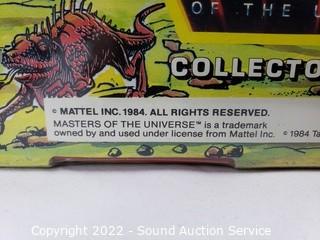 OF THE U
COLLECTO
© MATTEL INC. 1984. ALL RIGHTS RESERVED.
MASTERS OF THE UNIVERSE™ is a trademark
owned by and used under license from Mattel Inc. © 1984 Ta
Copyright 2022 - Sound Auction Service